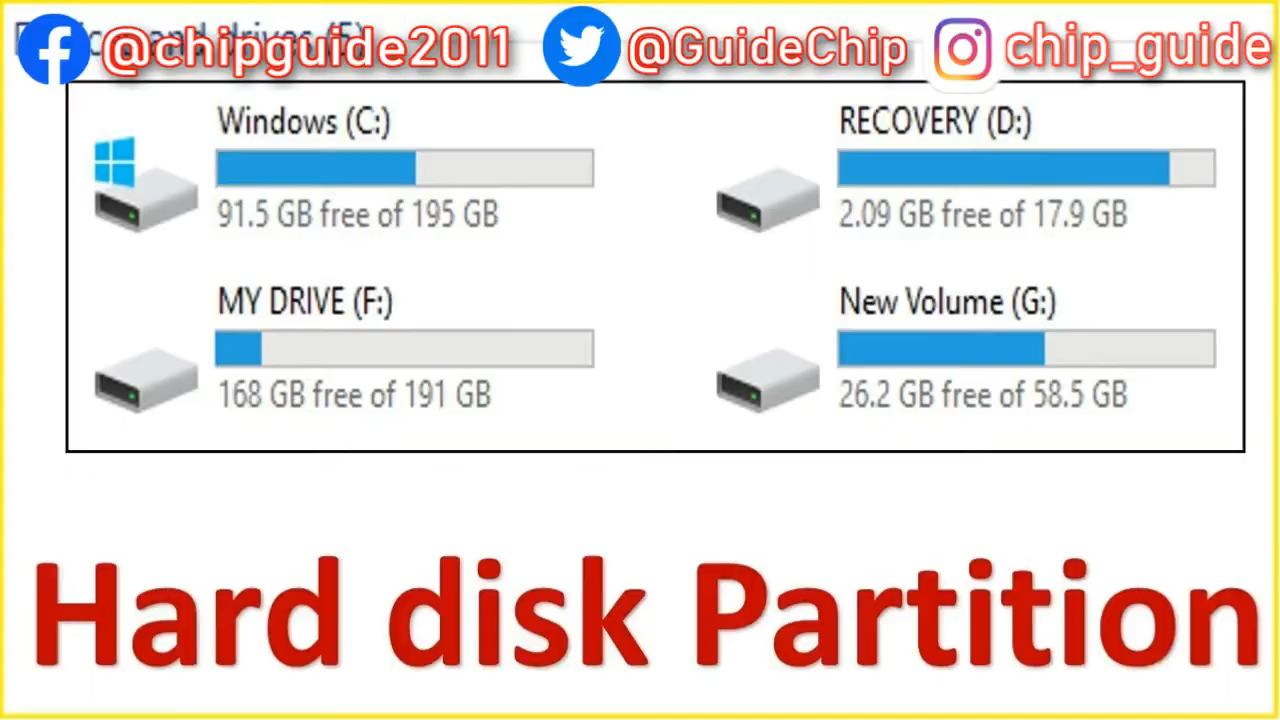 @chipguide2011 @GuideChip chip_guide
Windows (C:)
91.5 GB free of 195 GB
RECOVERY (D:)
2.09 GB free of 17.9 GB
MY DRIVE (F:)
168 GB free of 191 GB
New Volume (G:)
26.2 GB free of 58.5 GB
Hard disk Partition